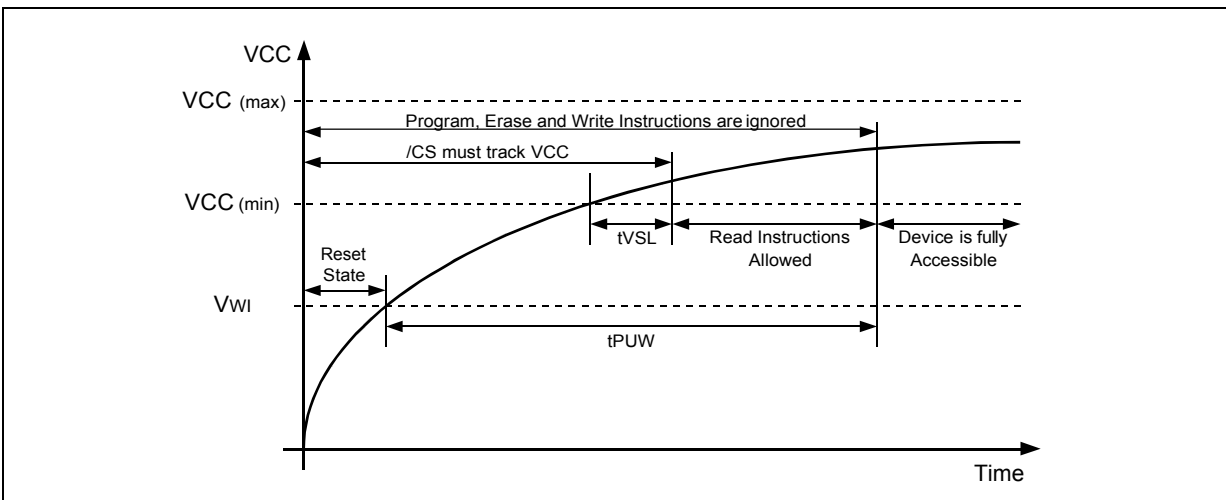 VCC
VCC (max)
Program, Erase and Write Instructions are ignored
/CS must track VCC
VCC (min)
tVSL
Read Instructions
Allowed
Device is fully
Accessible
Reset
State
VWI
tPUW
Time